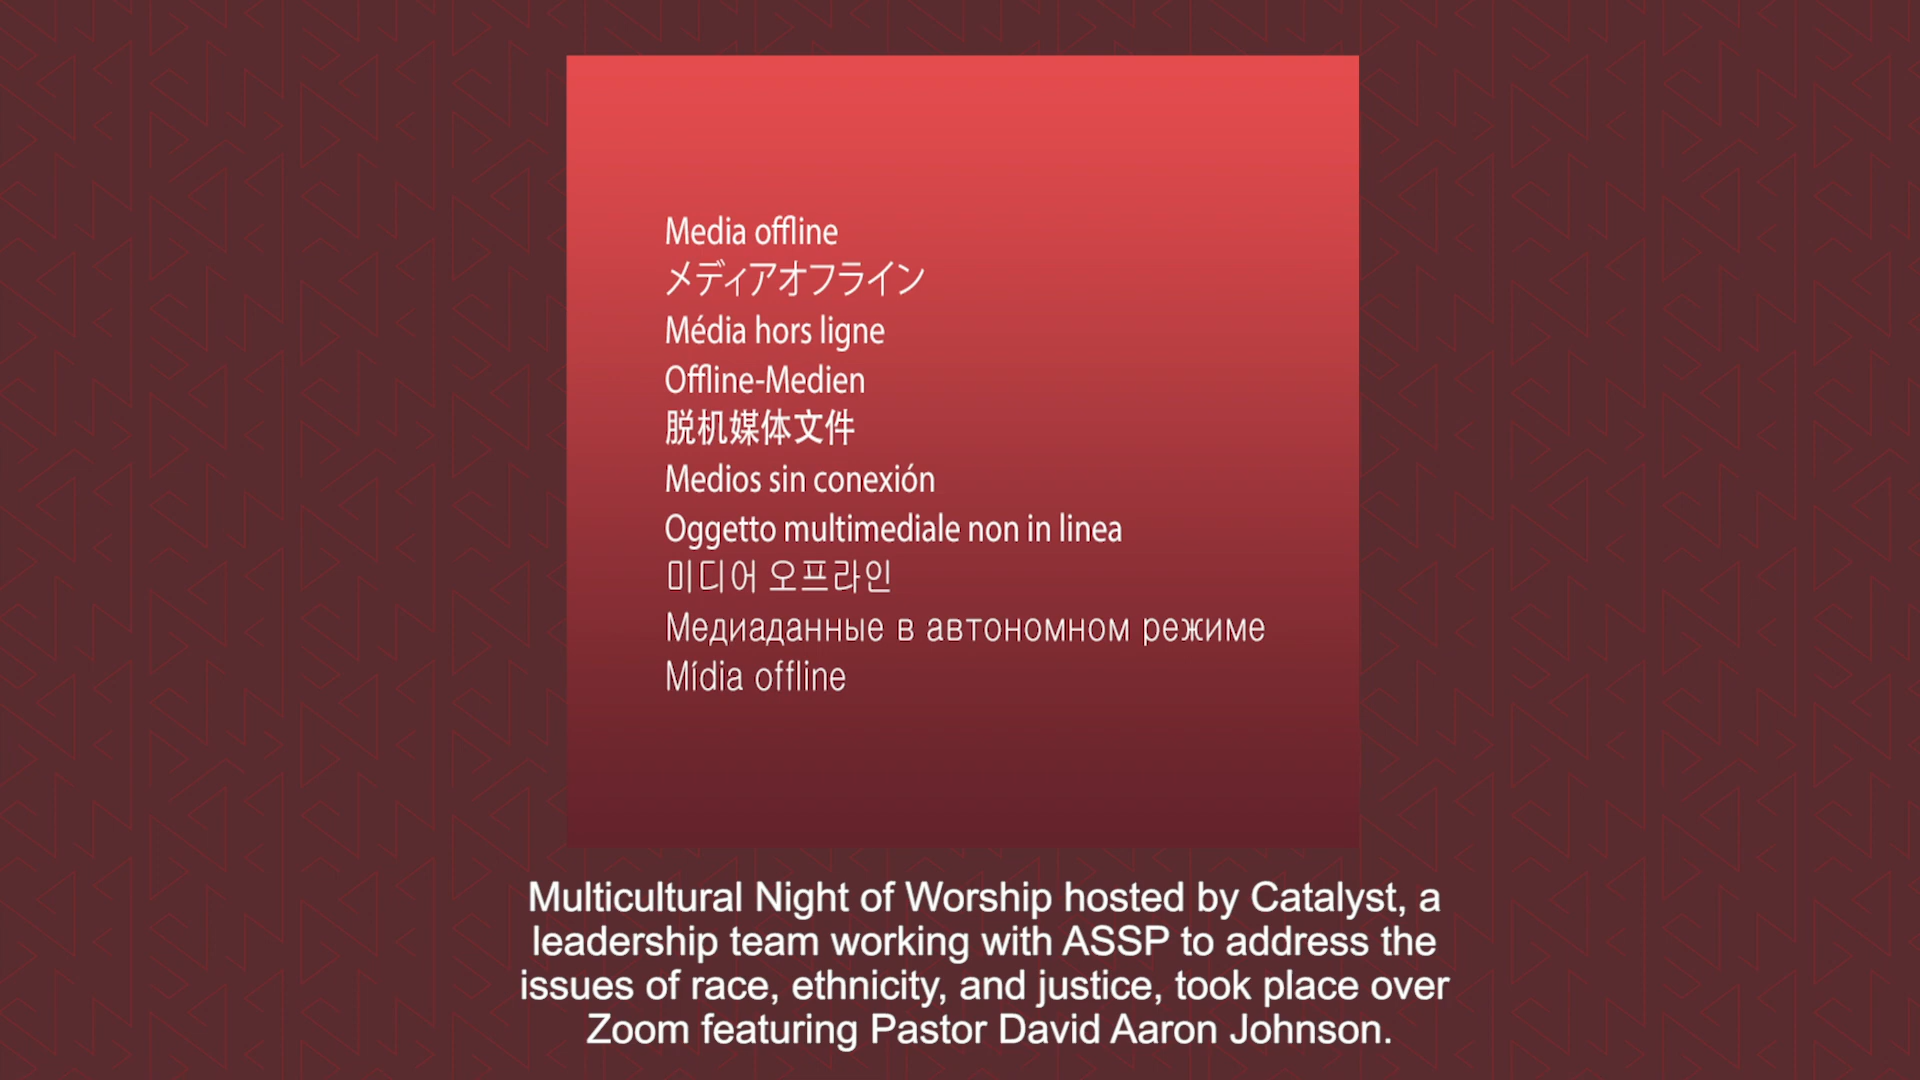 Media offline
メディアオフライン
Média hors ligne
Offline-Medien
脱机媒体文件
Medios sin conexión
Oggetto multimediale non in linea
미디어 오프라인
Медиаданные в автономном режиме
Mídia offline
Multicultural Night of Worship hosted by Catalyst, a
leadership team working with ASSP to address the
issues of race, ethnicity, and justice, took place over
Zoom featuring Pastor David Aaron Johnson.